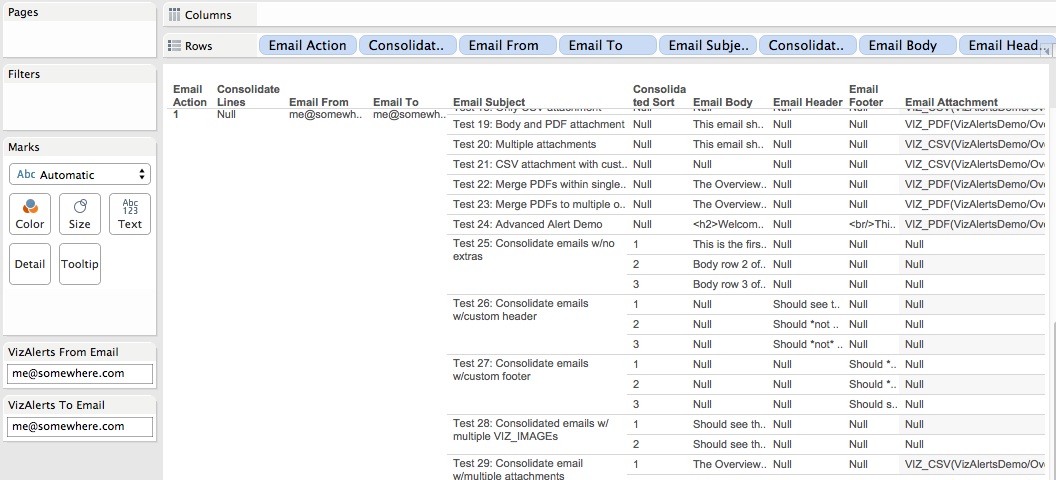 Pages
Filters
Marks
Abc Automatic
Color
Size
Abc
123
Text
Detail
Tooltip
VizAlerts From Email
me@somewhere.com
VizAlerts To Email
me@somewhere.com
Columns
Rows
Email Action Consolidat.. Email From Email To Email Subje.. Consolidat.. Email Body Email Head..
Email Action Consolidate Lines Email From Email To Email Subject Consolida ted Sort Email Body Email Header Email Footer Email Attachment
1 Null me@somewh.. me@somewh..
Test 19: Body and PDF attachment Null This email sh.. Null Null VIZ_PDF(VizAlertsDemo/Ove
Test 20: Multiple attachments Null This email sh.. Null Null VIZ_CSV(VizAlertsDemo/Ove
Test 21: CSV attachment with cust.. Null Null Null Null VIZ_CSV(VizAlertsDemo/Ove
Test 22: Merge PDFs within single.. Null The Overview.. Null Null VIZ_PDF(VizAlertsDemo/Ove
Test 23: Merge PDFs to multiple o.. Null The Overview.. Null Null VIZ_PDF(VizAlertsDemo/Ove
Test 24: Advanced Alert Demo Null <h2>Welcom.. Null <br/>Thi.. VIZ_PDF(VizAlertsDemo/Ove
Test 25: Consolidate emails w/no extras 1 This is the firs.. Null Null Null
2 Body row 2 of.. Null Null Null
3 Body row 3 of.. Null Null Null
Test 26: Consolidate emails w/custom header 1 Null Should see t.. Null Null
2 Null Should *not .. Null Null
3 Null Should *not* .. Null Null
Test 27: Consolidate emails w/custom footer 1 Null Null Should *.. Null
2 Null Null Should *.. Null
3 Null Null Should s.. Null
Test 28: Consolidated emails w/ multiple VIZ_IMAGEs 1 Should see th.. Null Null Null
2 Should see th.. Null Null Null
Test 29: Consolidate email w/multiple attachments 1 The Overview.. Null Null VIZ_CSV(VizAlertsDemo/Ove